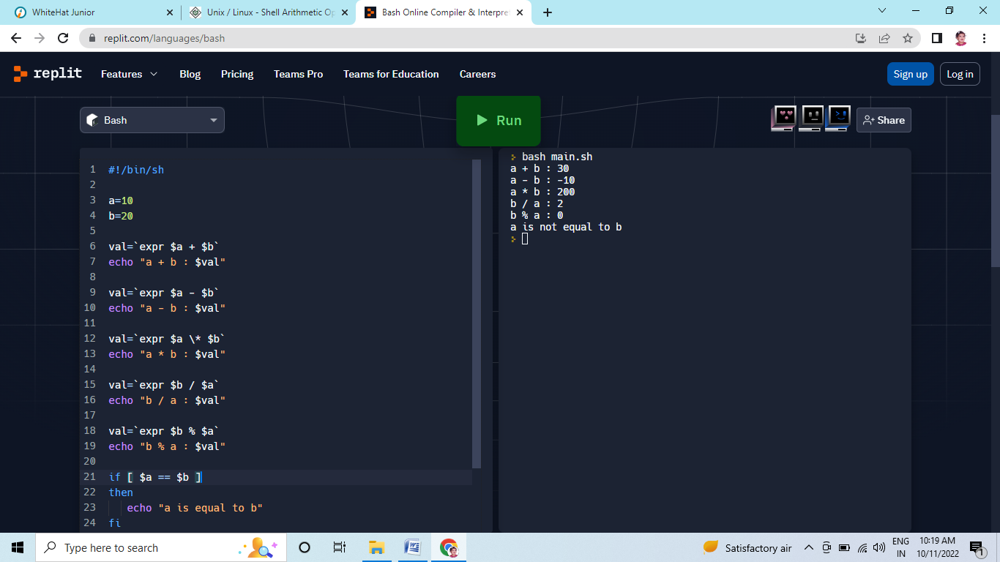 WhiteHat Junior
Unix / Linux - Shell Arithmetic Op
Bash Online Compiler & Interpre
replit.com/languages/bash
replit
Features
Blog
Pricing
Teams Pro
Teams for Education
Careers
Sign up
Log in
Bash
Run
Share
1 #!/bin/sh
2
3 a=10
4 b=20
5
6 val=`expr $a + $b`
7 echo "a + b : $val"
8
9 val=`expr $a - $b`
10 echo "a - b : $val"
11
12 val=`expr $a \* $b`
13 echo "a * b : $val"
14
15 val=`expr $b / $a`
16 echo "b / a : $val"
17
18 val=`expr $b % $a`
19 echo "b % a : $val"
20
21 if [ $a == $b ]
22 then
23 echo "a is equal to b"
24 fi
bash main.sh
a + b : 30
a - b : -10
a * b : 200
b / a : 2
b % a : 0
a is not equal to b
Type here to search
Satisfactory air
ENG
IN
10:19 AM
10/11/2022
1